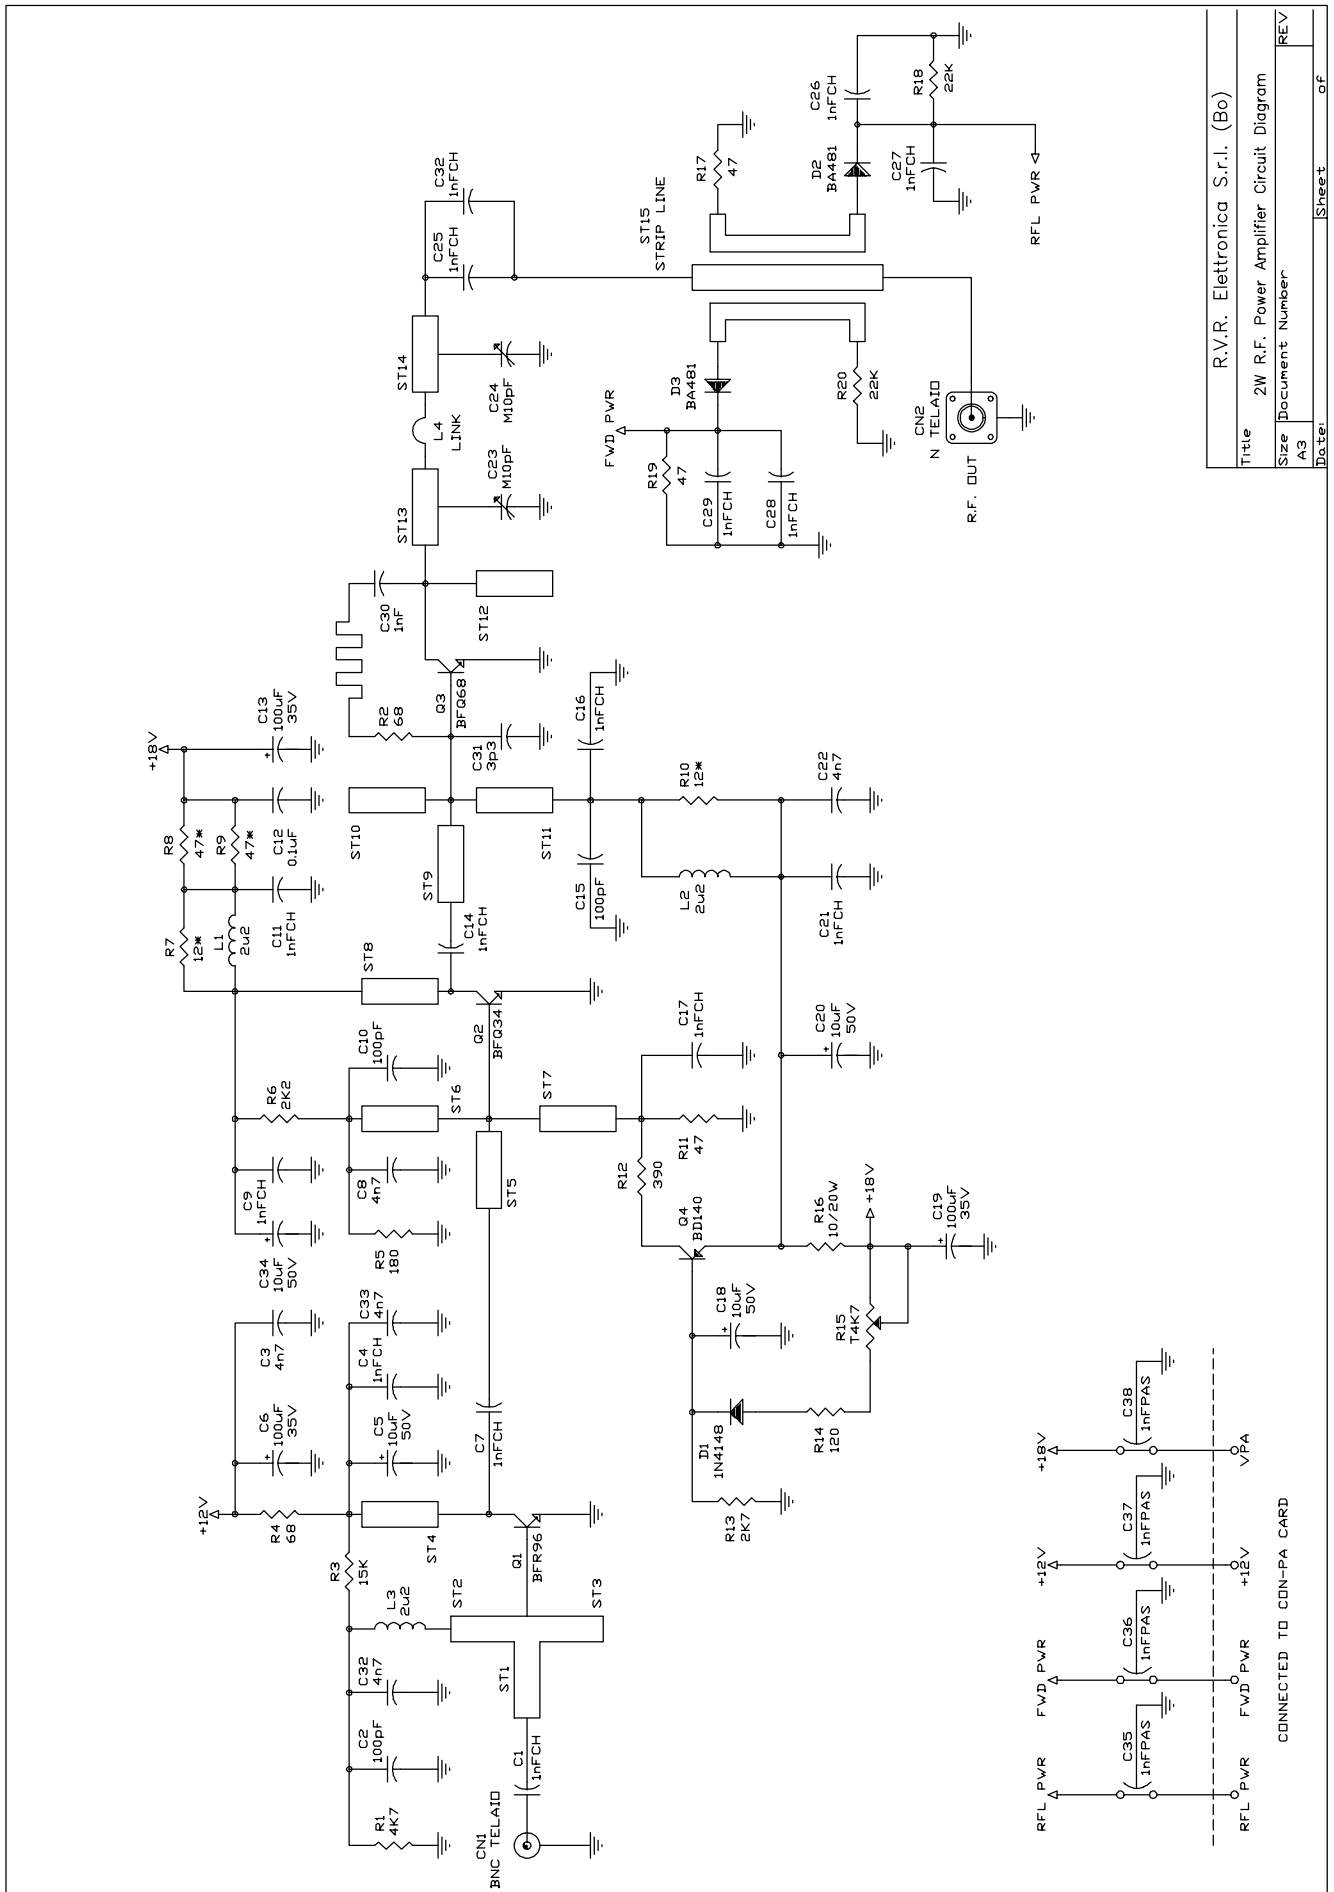 R.V.R. Elettronica S.r.l. (Bo)
Title
2W R.F. Power Amplifier Circuit Diagram
Size
Document Number
REV
A3
Date:
Sheet
of
CN1
BNC TELAIO
C1
1nFCH
R1
4K7
C2
100pF
C32
4n7
L3
2u2
ST1
ST2
ST3
R3
15K
+12V
R4
68
C6
100uF
35V
C3
4n7
C5
10uF
50V
C4
1nFCH
C33
4n7
ST4
Q1
BFR96
C7
1nFCH
C34
10uF
50V
C9
1nFCH
R6
2K2
R5
180
C8
4n7
C10
100pF
ST6
ST5
ST7
Q2
BFQ34
ST8
R7
12*
L1
2u2
C11
1nFCH
R8
47*
R9
47*
C12
0.1uF
+18V
C13
100uF
35V
C14
1nFCH
ST9
ST10
ST11
R2
68
C31
3p3
Q3
BFQ68
C30
1nF
ST12
C15
100pF
C16
1nFCH
L2
2u2
R10
12*
C21
1nFCH
C22
4n7
C20
10uF
50V
C17
1nFCH
R11
47
R12
390
Q4
BD140
R16
10/20W
+18V
C19
100uF
35V
R15
T4K7
C18
10uF
50V
D1
1N4148
R14
120
R13
2K7
ST13
C23
M10pF
L4
LINK
ST14
C24
M10pF
C25
1nFCH
C32
1nFCH
ST15
STRIP LINE
R17
47
D2
BA481
C26
1nFCH
R18
22K
C27
1nFCH
RFL PWR
FWD PWR
D3
BA481
R19
47
C29
1nFCH
C28
1nFCH
R20
22K
CN2
N TELAIO
R.F. OUT
RFL PWR
C35
1nFPAS
RFL PWR
FWD PWR
C36
1nFPAS
FWD PWR
+12V
C37
1nFPAS
+12V
+18V
C38
1nFPAS
VPA
CONNECTED TO CON-PA CARD